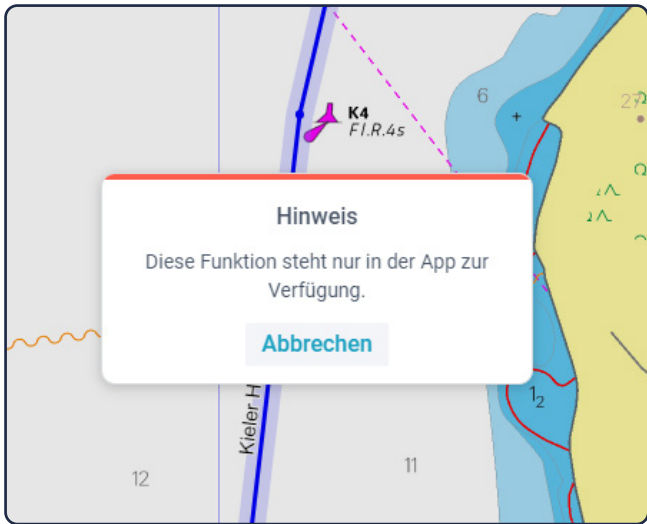 6
27
K4
Fl.R.4s
Hinweis
Diese Funktion steht nur in der App zur
Verfügung.
Abbrechen
Kieler H
1₂
11
12